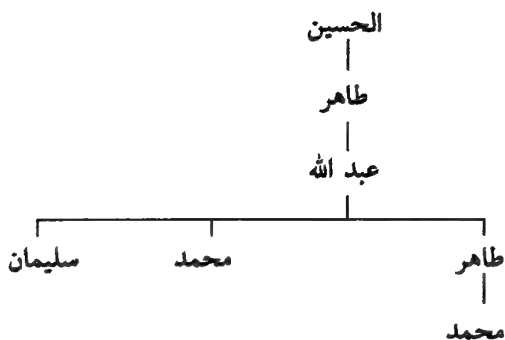 الحسين
طاهر
عبد الله
طاهر محمد سليمان
محمد